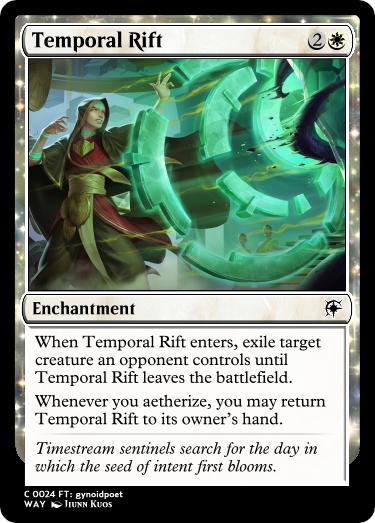 Temporal Rift 2
Enchantment
When Temporal Rift enters, exile target
creature an opponent controls until
Temporal Rift leaves the battlefield.
Whenever you aetherize, you may return
Temporal Rift to its owner's hand.
Timestream sentinels search for the day in
which the seed of intent first blooms.
C 0024 FT: gynoidpoet
WAY JIUNN KUOS